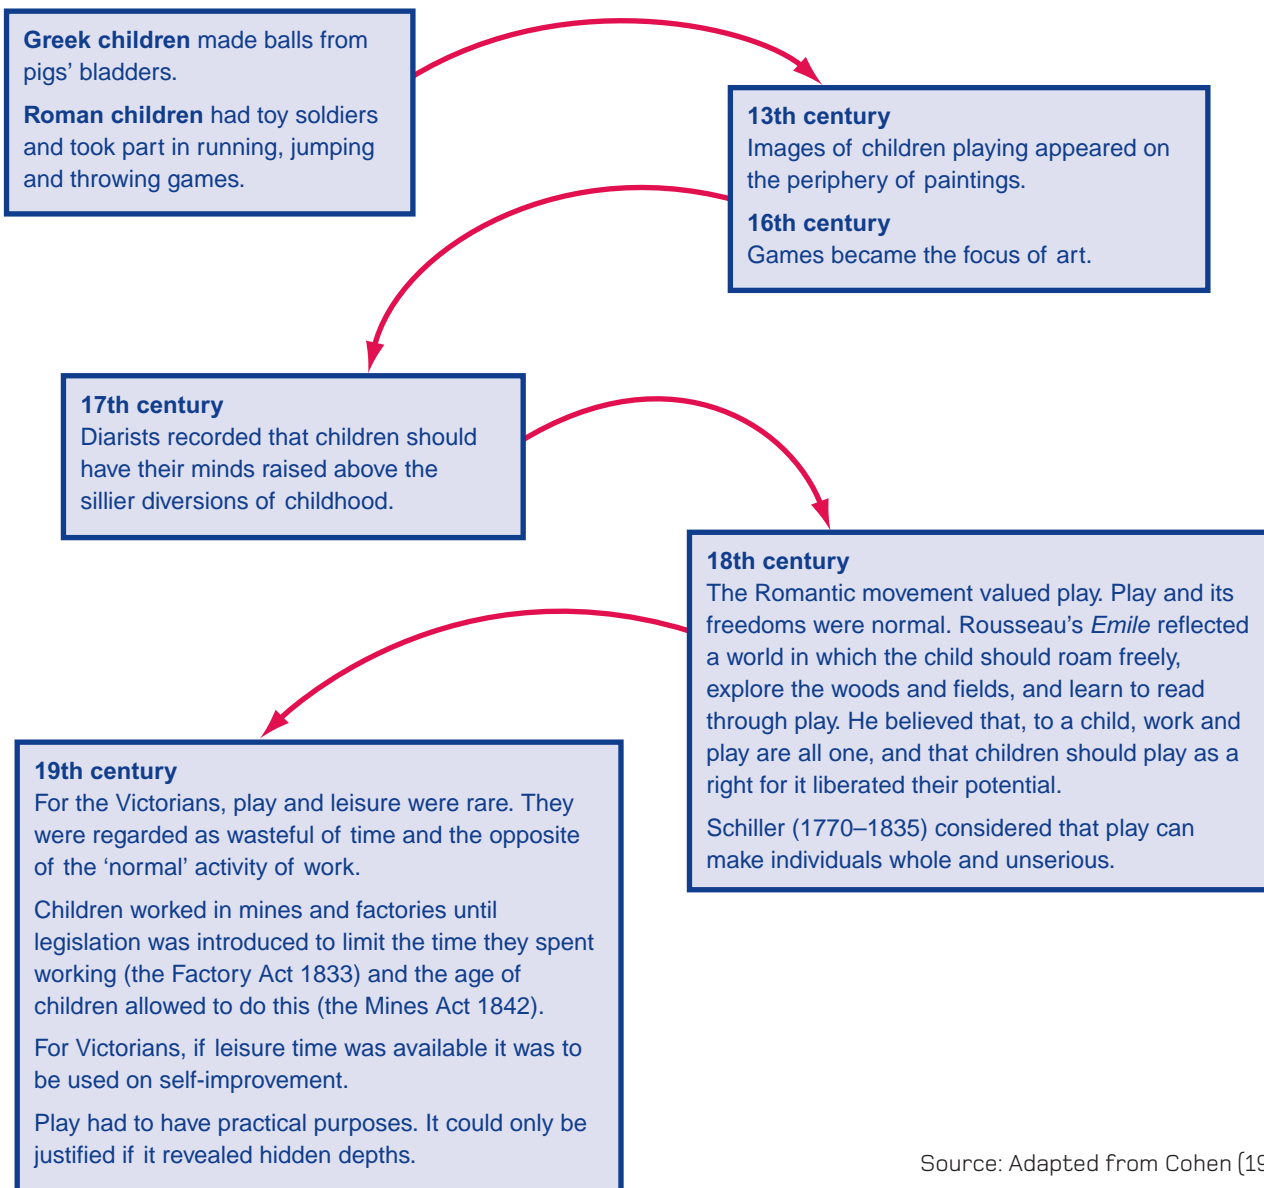 Greek children made balls from
pigs’ bladders.
Roman children had toy soldiers
and took part in running, jumping
and throwing games.
13th century
Images of children playing appeared on
the periphery of paintings.
16th century
Games became the focus of art.
17th century
Diarists recorded that children should
have their minds raised above the
sillier diversions of childhood.
18th century
The Romantic movement valued play. Play and its
freedoms were normal. Rousseau’s Emile reflected
a world in which the child should roam freely,
explore the woods and fields, and learn to read
through play. He believed that, to a child, work and
play are all one, and that children should play as a
right for it liberated their potential.
Schiller (1770–1835) considered that play can
make individuals whole and unserious.
19th century
For the Victorians, play and leisure were rare. They
were regarded as wasteful of time and the opposite
of the ‘normal’ activity of work.
Children worked in mines and factories until
legislation was introduced to limit the time they spent
working (the Factory Act 1833) and the age of
children allowed to do this (the Mines Act 1842).
For Victorians, if leisure time was available it was to
be used on self-improvement.
Play had to have practical purposes. It could only be
justified if it revealed hidden depths.
Source: Adapted from Cohen (19